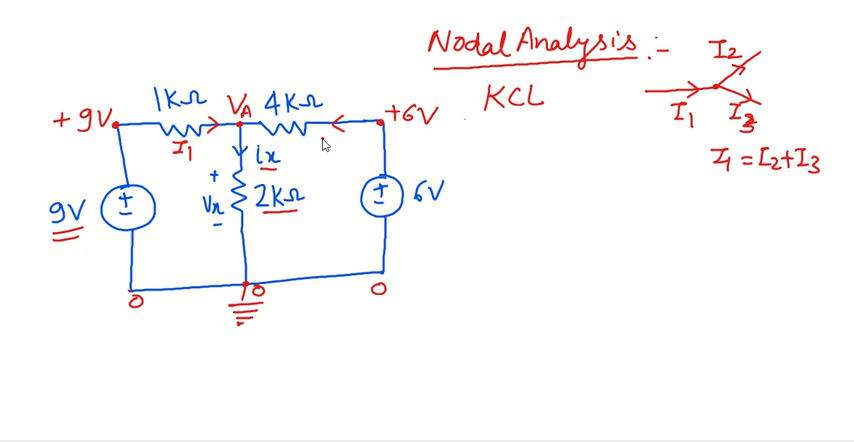 Nodal Analysis :-
KCL
I2
I1
I3
I1 = I2 + I3
+9V
1KΩ
VA
4KΩ
+6V
I1
ix
9V
+
-
+
Vx
-
2KΩ
+
-
6V
0
0
0